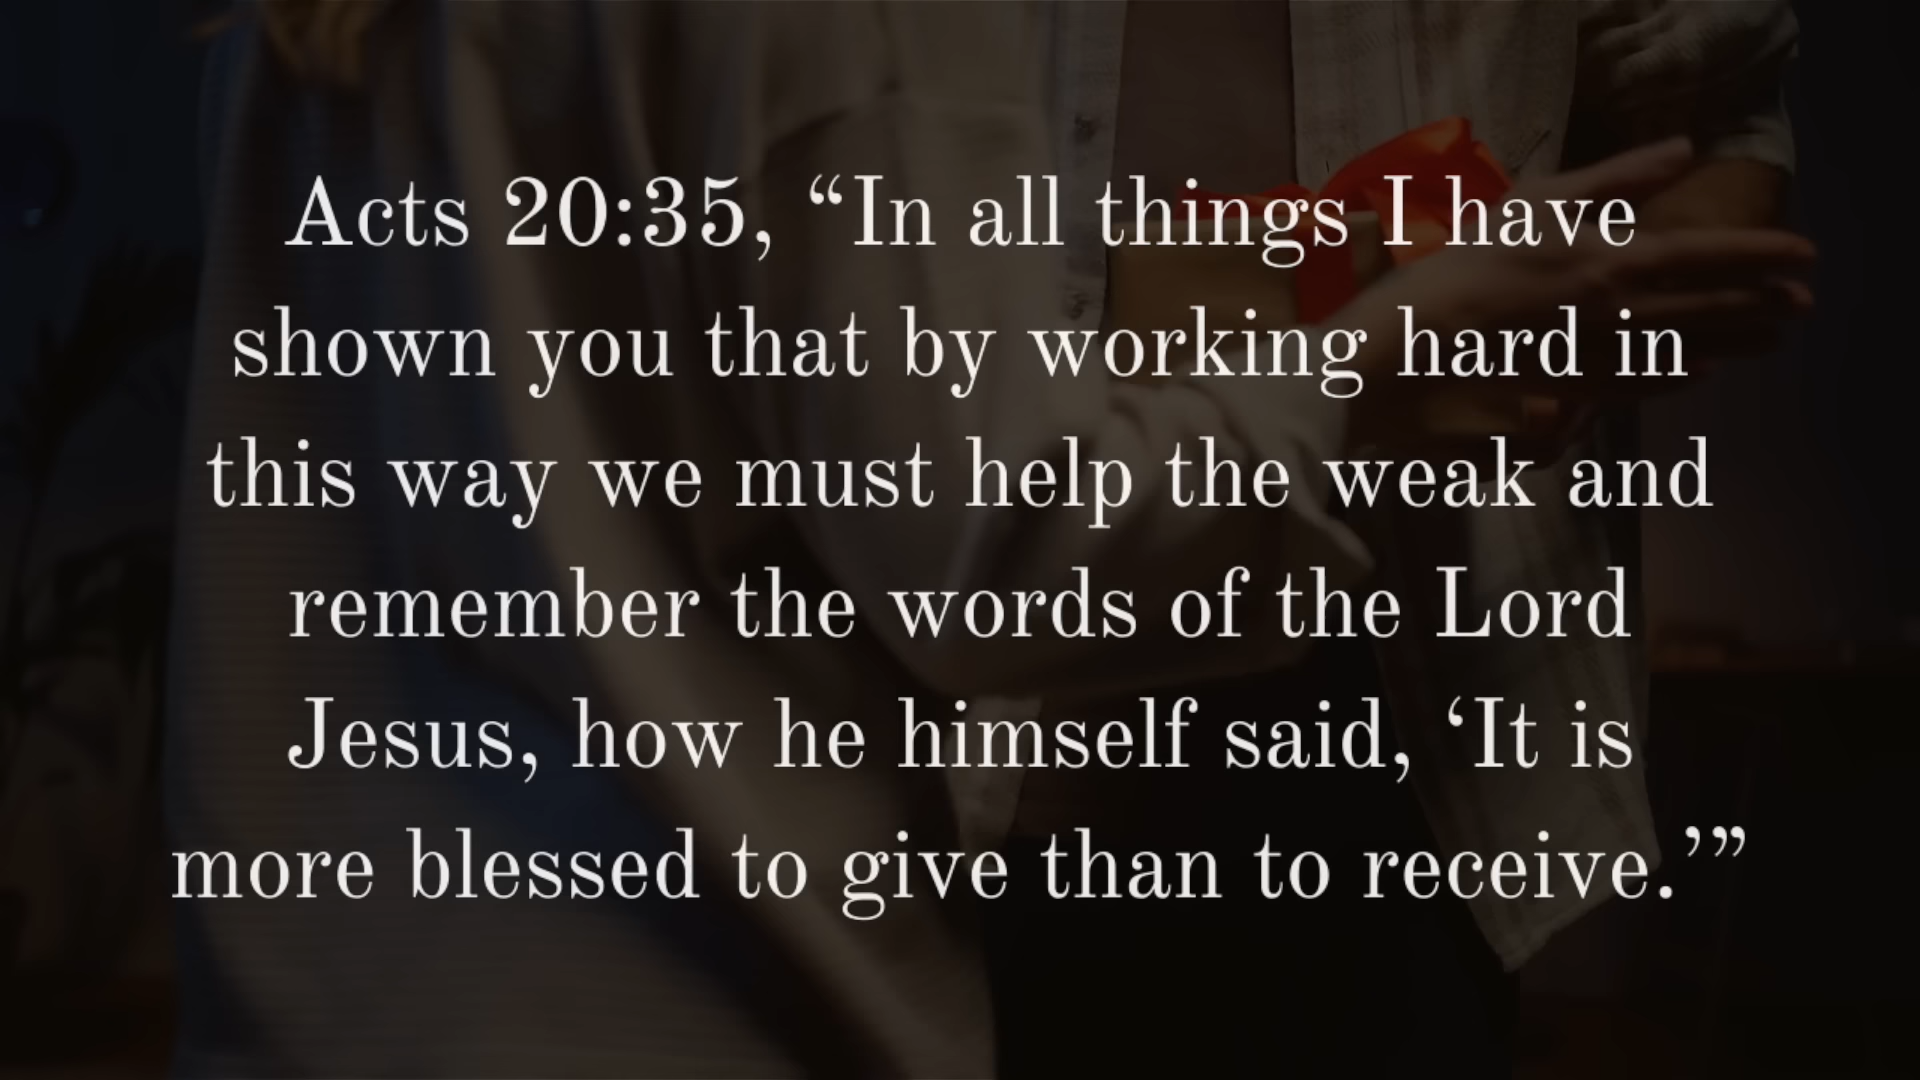 Acts 20:35, “In all things I have
shown you that by working hard in
this way we must help the weak and
remember the words of the Lord
Jesus, how he himself said, ‘It is
more blessed to give than to receive.’”